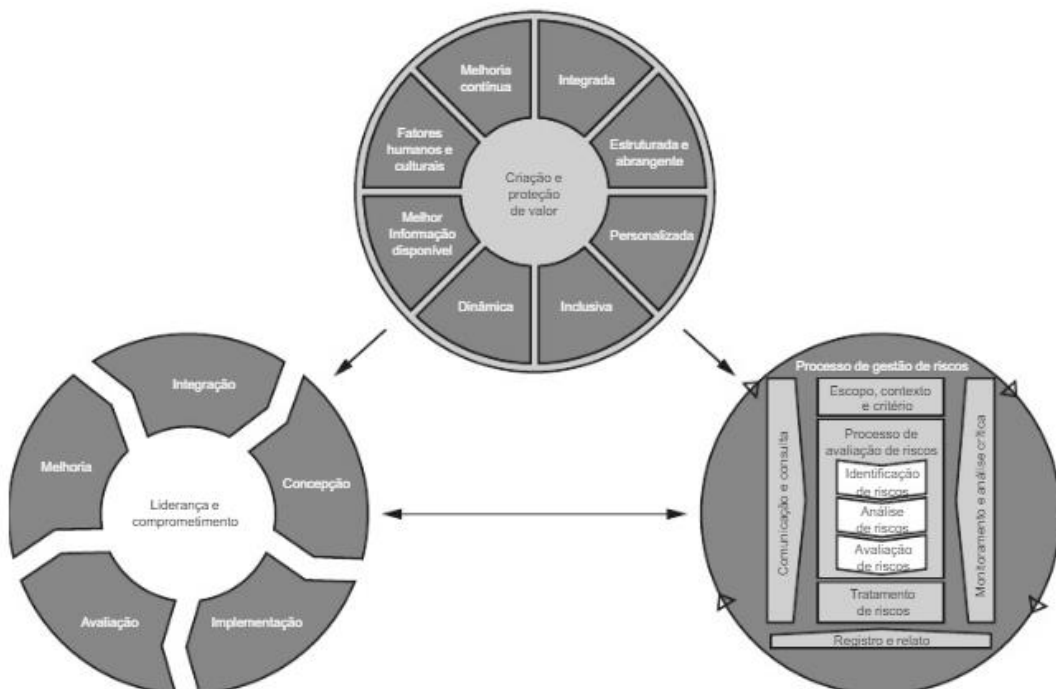 Melhoria
contínua
Integrada
Fatores
humanos e
culturais
Estruturada e
abrangente
Criação e
proteção
de valor
Melhor
Informação
disponível
Personalizada
Dinâmica
Inclusiva
Integração
Melhoria
Concepção
Liderança e
comprometimento
Avaliação
Implementação
Processo de gestão de riscos
Escopo, contexto
e critério
Comunicação e consulta
Processo de
avaliação de riscos
Identificação
de riscos
Análise
de riscos
Avaliação
de riscos
Monitoramento e análise crítica
Tratamento
de riscos
Registro e relato